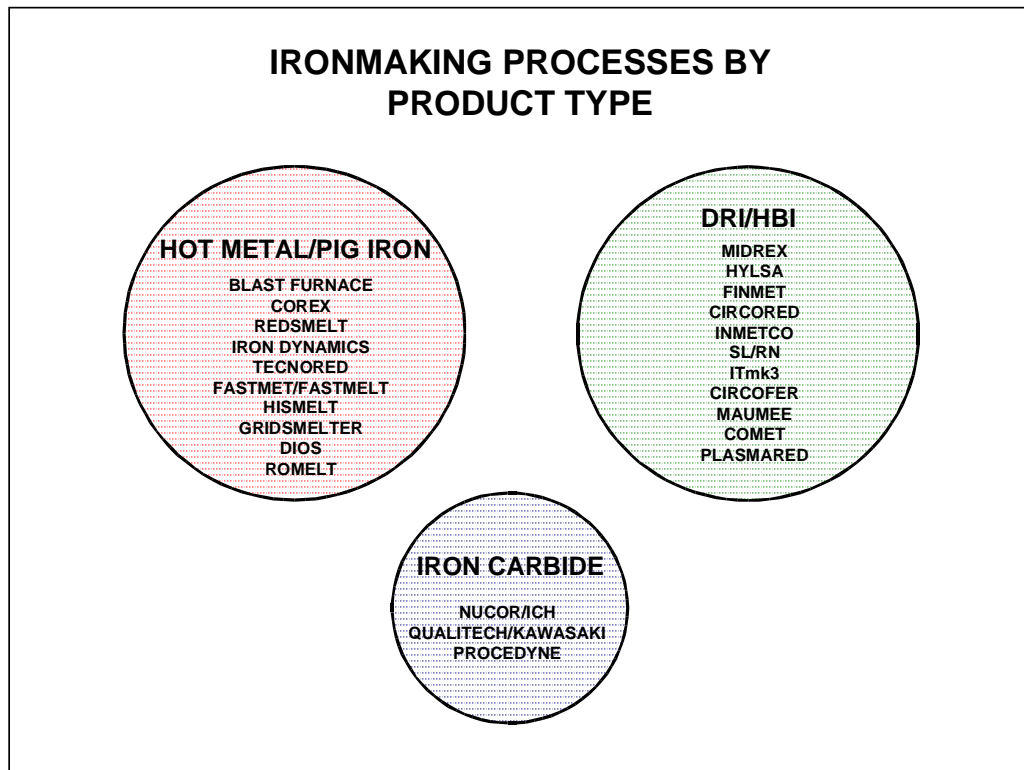 IRONMAKING PROCESSES BY
PRODUCT TYPE
HOT METAL/PIG IRON
BLAST FURNACE
COREX
REDSMELT
IRON DYNAMICS
TECNORED
FASTMET/FASTMELT
HISMELT
GRIDSMELTER
DIOS
ROMELT
DRI/HBI
MIDREX
HYLSA
FINMET
CIRCORED
INMETCO
SL/RN
ITmk3
CIRCOFER
MAUMEE
COMET
PLASMARED
IRON CARBIDE
NUCOR/ICH
QUALITECH/KAWASAKI
PROCEDYNE